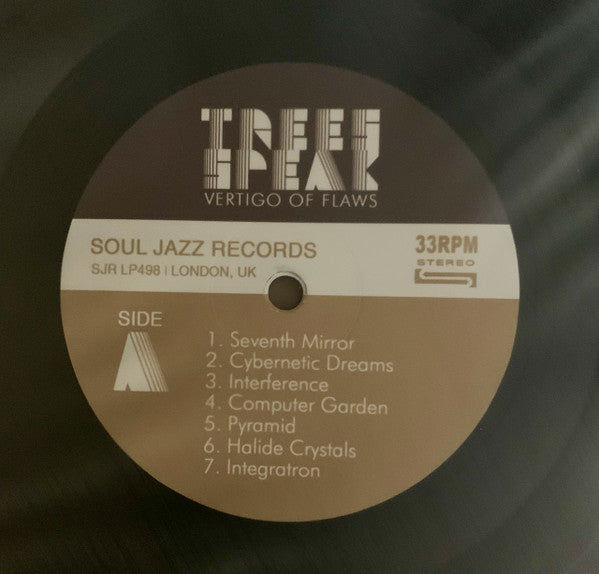 TREES
SPEAK
VERTIGO OF FLAWS
SOUL JAZZ RECORDS
SJR LP498 | LONDON, UK
33RPM
STEREO
SIDE
A
1. Seventh Mirror
2. Cybernetic Dreams
3. Interference
4. Computer Garden
5. Pyramid
6. Halide Crystals
7. Integratron